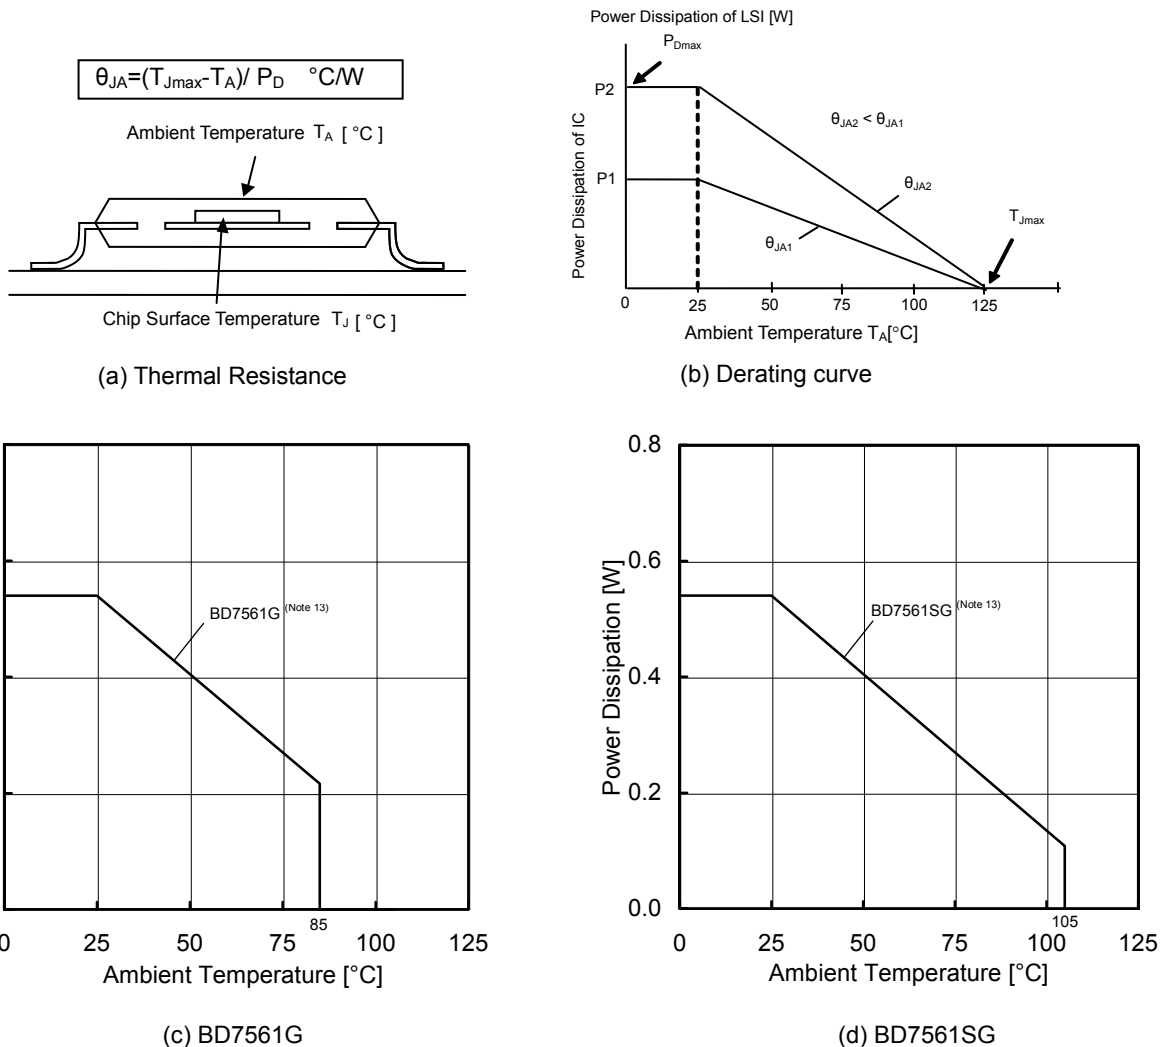 θJA=(TJmax-TA)/ PD °C/W
Ambient Temperature TA [ °C ]
Chip Surface Temperature TJ [ °C ]
(a) Thermal Resistance
Power Dissipation of LSI [W]
PDmax
P2
θJA2 < θJA1
Power Dissipation of IC
P1
θJA2
TJmax
θJA1
0 25 50 75 100 125
Ambient Temperature TA[°C]
(b) Derating curve
BD7561G (Note 13)
85
0 25 50 75 100 125
Ambient Temperature [°C]
(c) BD7561G
0.8
0.6
0.4
0.2
0.0
Power Dissipation [W]
BD7561SG (Note 13)
105
0 25 50 75 100 125
Ambient Temperature [°C]
(d) BD7561SG